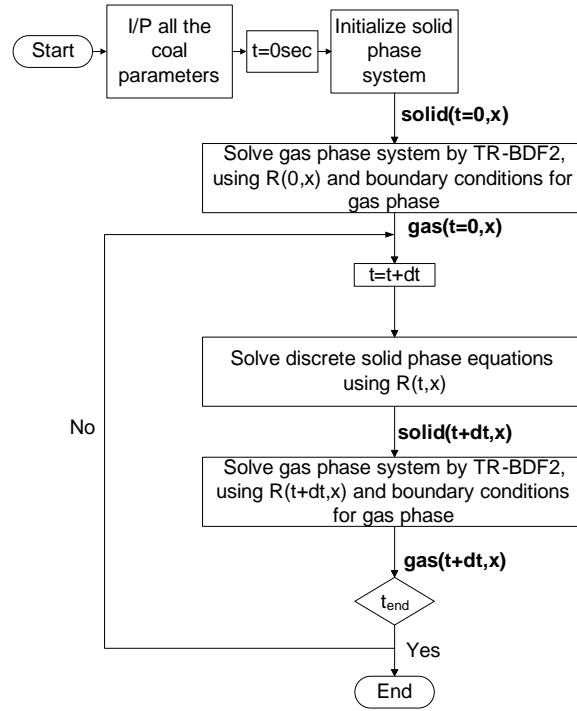 Start
I/P all the
coal
parameters
t=0sec
Initialize solid
phase
system
solid(t=0,x)
Solve gas phase system by TR-BDF2,
using R(0,x) and boundary conditions for
gas phase
gas(t=0,x)
t=t+dt
Solve discrete solid phase equations
using R(t,x)
No
solid(t+dt,x)
Solve gas phase system by TR-BDF2,
using R(t+dt,x) and boundary conditions
for gas phase
gas(t+dt,x)
t_end
Yes
End